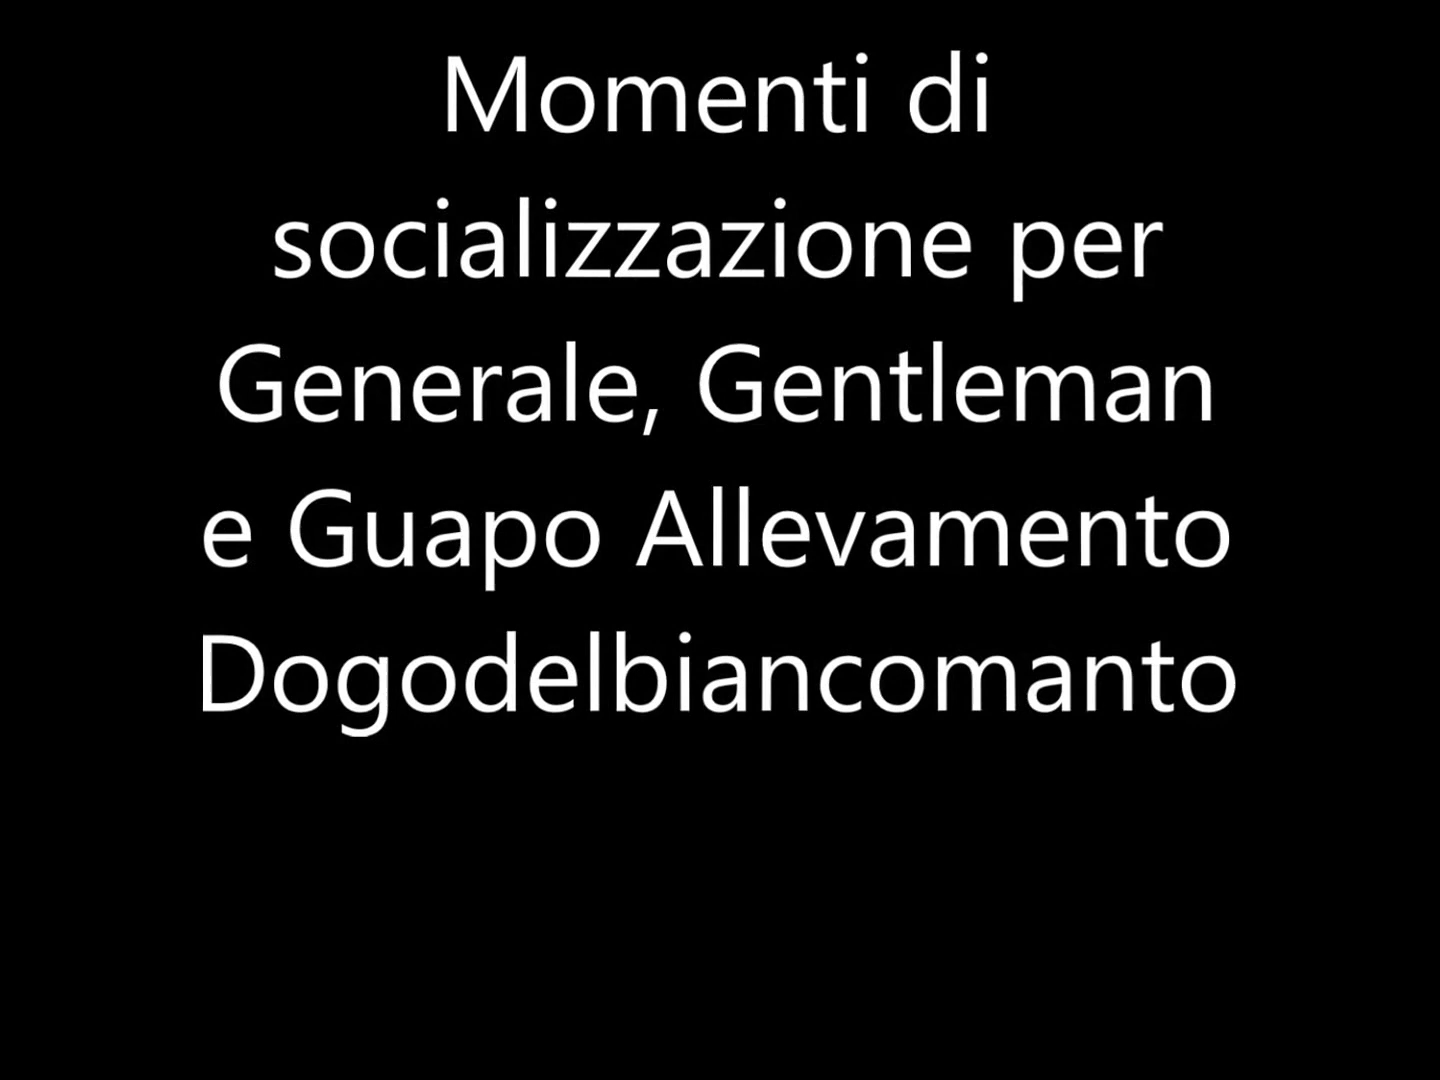 Momenti di
socializzazione per
Generale, Gentleman
e Guapo Allevamento
Dogodelbiancomanto